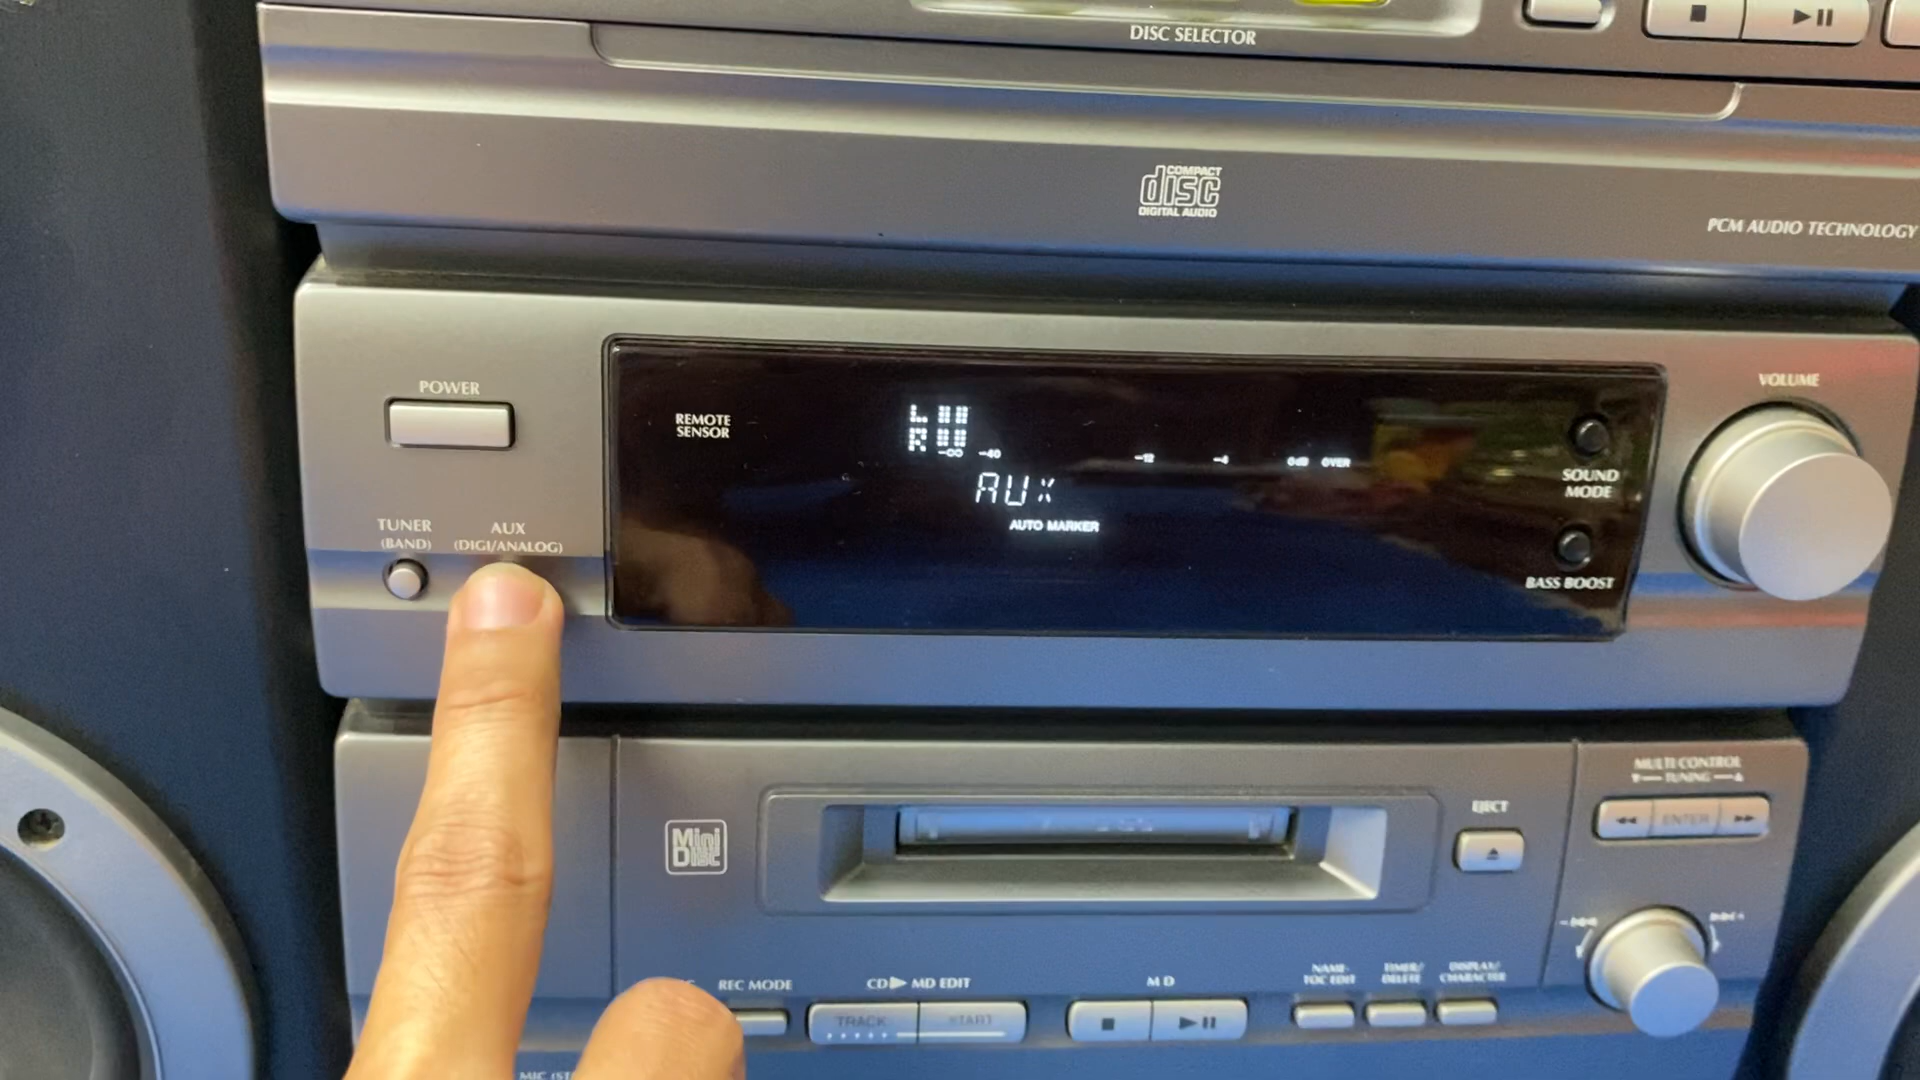 DISC SELECTOR
COMPACT
disc
DIGITAL AUDIO
PCM AUDIO TECHNOLOGY
POWER
VOLUME
REMOTE
SENSOR
L
R
-∞ -40 -12 -4 0dB OVER
AUX
AUTO MARKER
SOUND
MODE
BASS BOOST
TUNER
(BAND)
AUX
(DIGI/ANALOG)
MULTI CONTROL
TUNING
ENTER
EJECT
Mini
Disc
REC MODE
CD▶ MD EDIT
TRACK
START
MD
NAME-
TOC EDIT
TIMER/
DELETE
DISPLAY/
CHARACTER
MIC